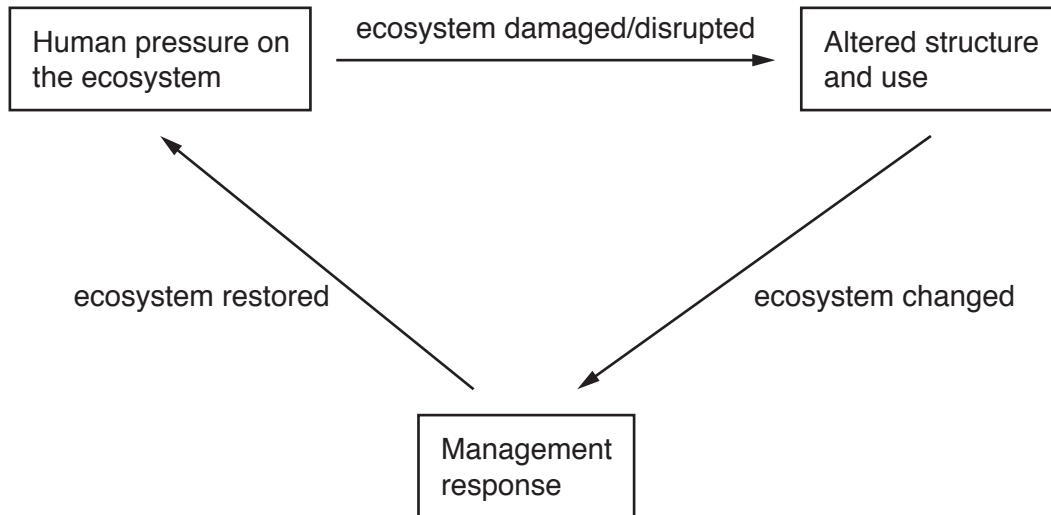 Human pressure on
the ecosystem
ecosystem damaged/disrupted
Altered structure
and use
ecosystem restored
ecosystem changed
Management
response